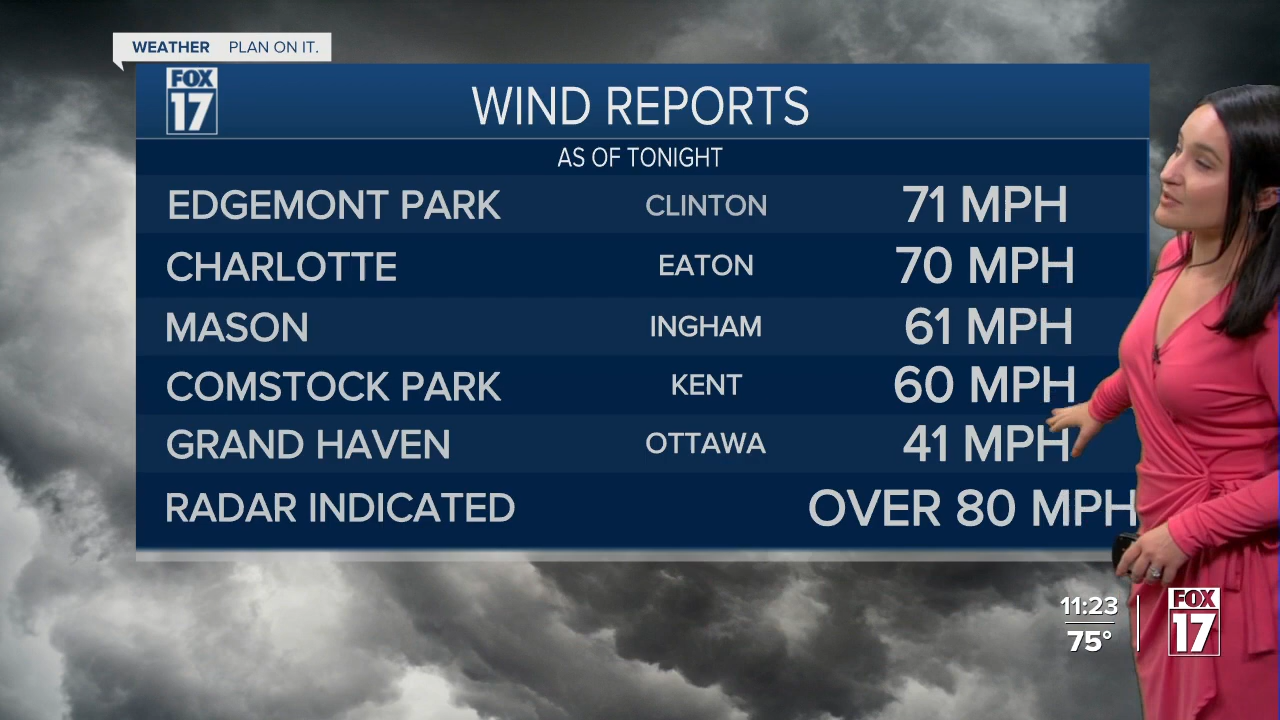 WEATHER PLAN ON IT.
FOX
17
WIND REPORTS
AS OF TONIGHT
EDGEMONT PARK CLINTON 71 MPH
CHARLOTTE EATON 70 MPH
MASON INGHAM 61 MPH
COMSTOCK PARK KENT 60 MPH
GRAND HAVEN OTTAWA 41 MPH
RADAR INDICATED OVER 80 MPH
11:23
75°
FOX
17